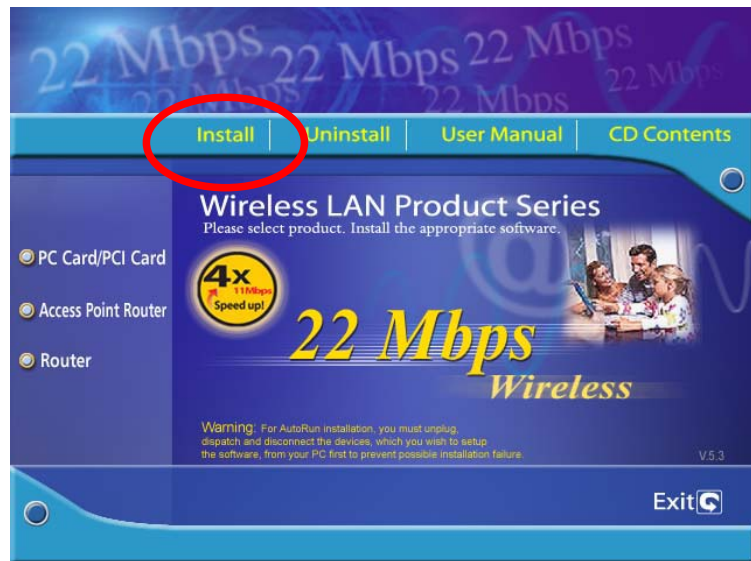 22 Mbps 22 Mbps 22 Mbps 22 Mbps
22 Mbps 22 Mbps
Install Uninstall User Manual CD Contents
Wireless LAN Product Series
Please select product. Install the appropriate software.
PC Card/PCI Card
Access Point Router
Router
4x
11Mbps
Speed up!
22 Mbps
Wireless
Warning: For AutoRun installation, you must unplug,
dispatch and disconnect the devices, which you wish to setup
the software, from your PC first to prevent possible installation failure.
V.5.3
Exit